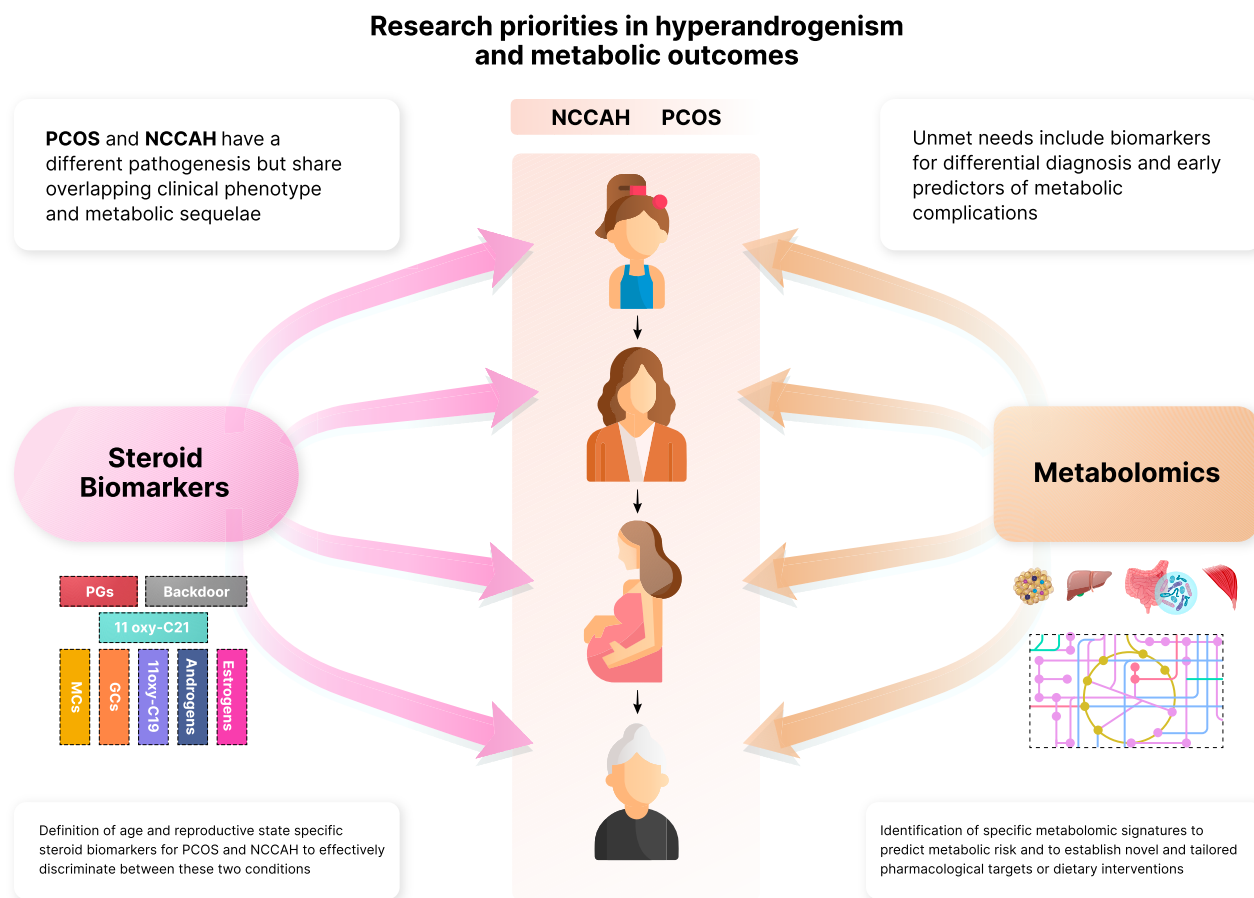 Research priorities in hyperandrogenism
and metabolic outcomes
NCCAH PCOS
PCOS and NCCAH have a
different pathogenesis but share
overlapping clinical phenotype
and metabolic sequelae
Unmet needs include biomarkers
for differential diagnosis and early
predictors of metabolic
complications
Steroid
Biomarkers
Metabolomics
PGs
Backdoor
11 oxy-C21
MCs
GCs
11oxy-C19
Androgens
Estrogens
Definition of age and reproductive state specific
steroid biomarkers for PCOS and NCCAH to effectively
discriminate between these two conditions
Identification of specific metabolomic signatures to
predict metabolic risk and to establish novel and tailored
pharmacological targets or dietary interventions